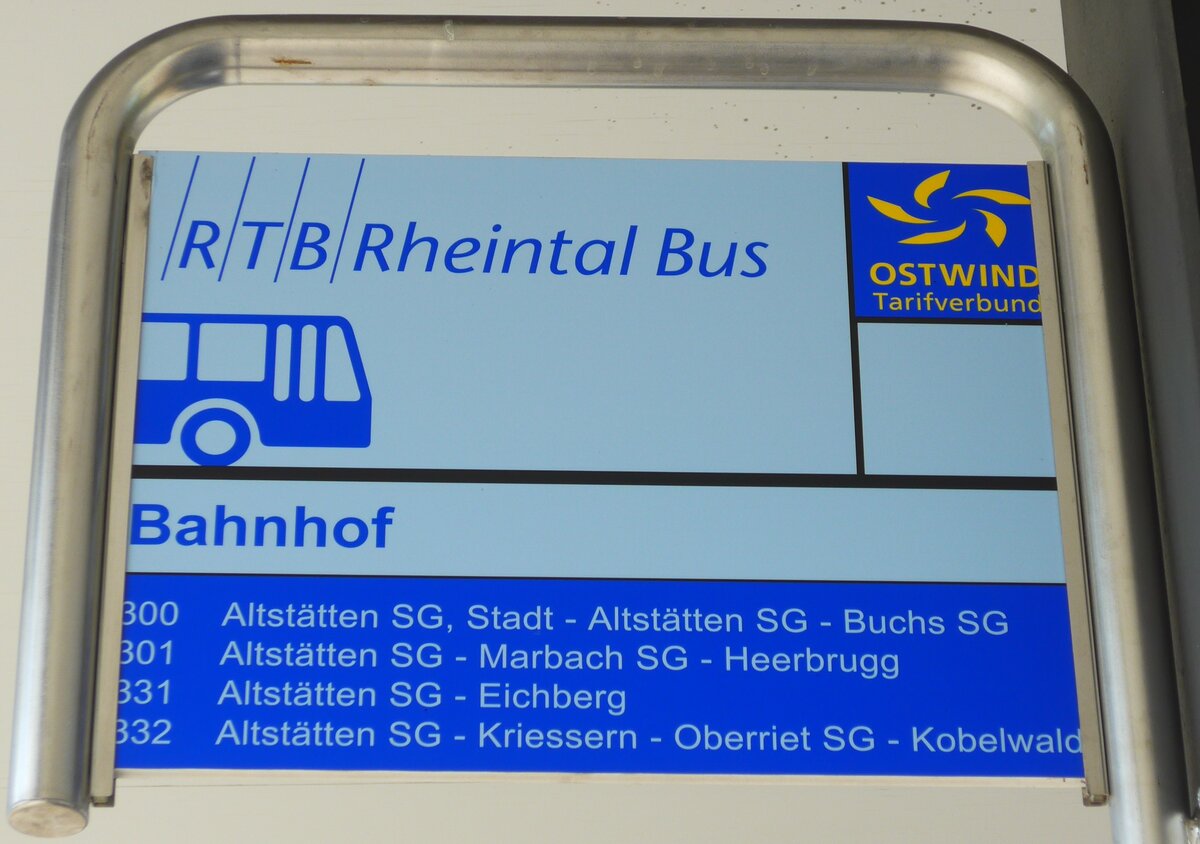 RTB Rheintal Bus
OSTWIND
Tarifverbund
Bahnhof
300 Altstätten SG, Stadt - Altstätten SG - Buchs SG
301 Altstätten SG - Marbach SG - Heerbrugg
331 Altstätten SG - Eichberg
332 Altstätten SG - Kriessern - Oberriet SG - Kobelwald